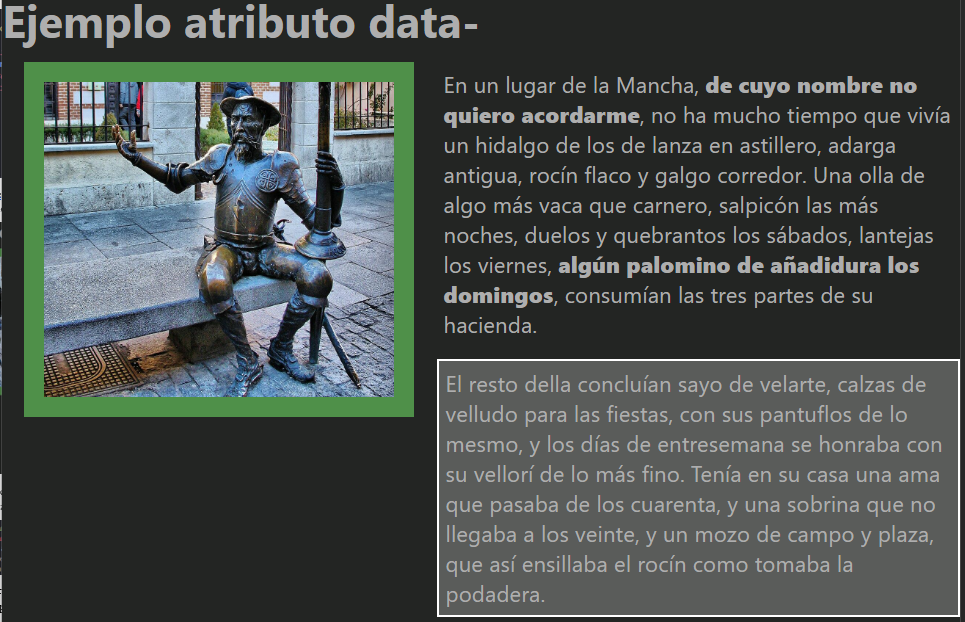 Ejemplo atributo data-
En un lugar de la Mancha, de cuyo nombre no
quiero acordarme, no ha mucho tiempo que vivía
un hidalgo de los de lanza en astillero, adarga
antigua, rocín flaco y galgo corredor. Una olla de
algo más vaca que carnero, salpicón las más
noches, duelos y quebrantos los sábados, lantejas
los viernes, algún palomino de añadidura los
domingos, consumían las tres partes de su
hacienda.
El resto della concluían sayo de velarte, calzas de
velludo para las fiestas, con sus pantuflos de lo
mesmo, y los días de entresemana se honraba con
su vellorí de lo más fino. Tenía en su casa una ama
que pasaba de los cuarenta, y una sobrina que no
llegaba a los veinte, y un mozo de campo y plaza,
que así ensillaba el rocín como tomaba la
podadera.